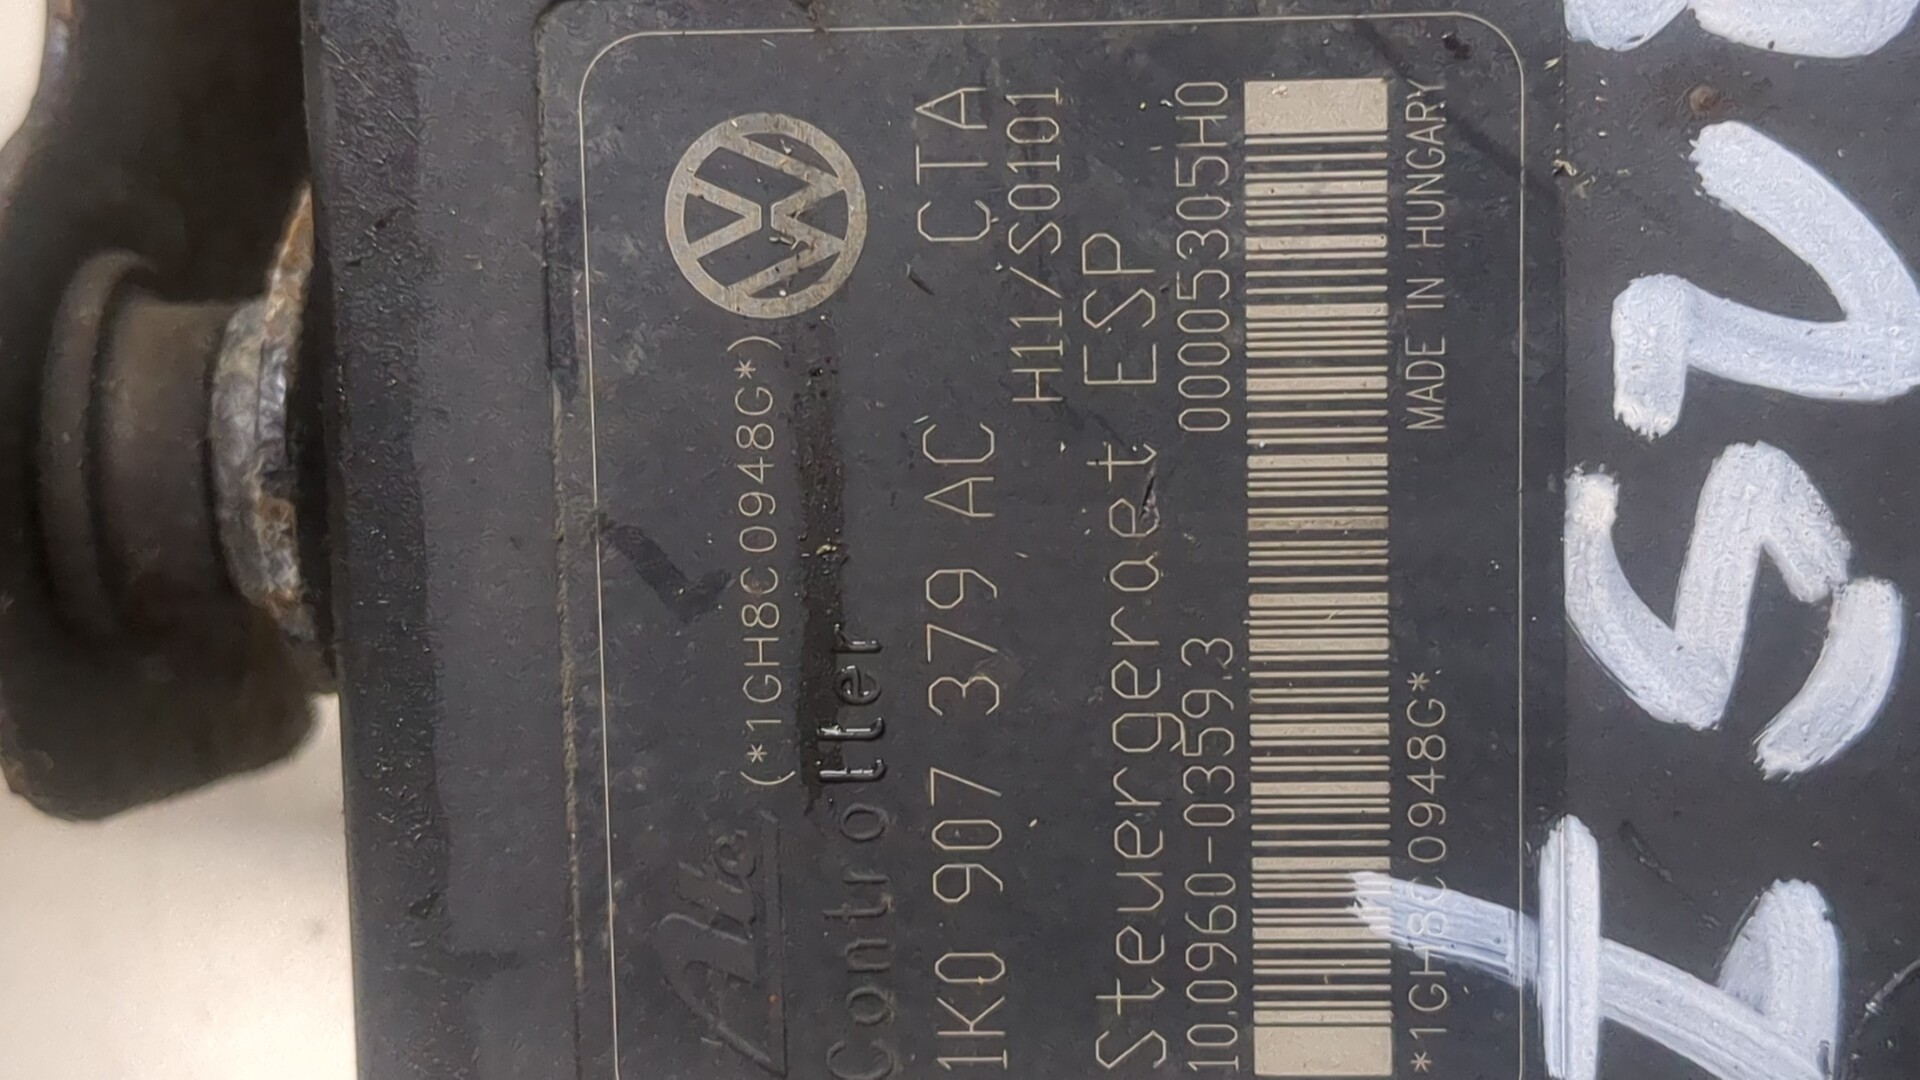 (*1GH8C0948G*)
Controller
1K0 907 379 AC CTA
H11/S0101
Steuergeraet ESP
10.0960-0359.3 00005305H0
*1GH8C0948G* MADE IN HUNGARY